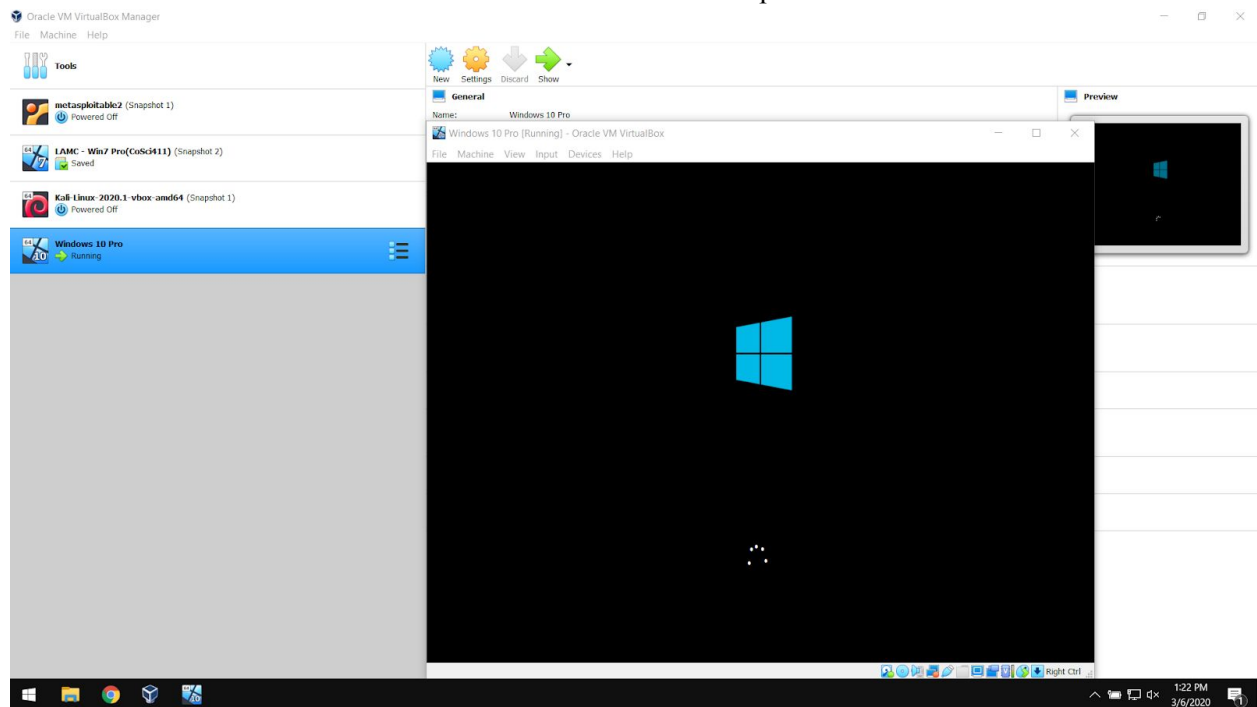 Oracle VM VirtualBox Manager
File Machine Help
Tools
New Settings Discard Show
metasploitable2 (Snapshot 1)
Powered Off
LAMC - Win7 Pro(CoSci411) (Snapshot 2)
Saved
Kali-Linux-2020.1-vbox-amd64 (Snapshot 1)
Powered Off
Windows 10 Pro
Running
General
Name: Windows 10 Pro
Preview
Windows 10 Pro [Running] - Oracle VM VirtualBox
File Machine View Input Devices Help
Right Ctrl
1:22 PM
3/6/2020